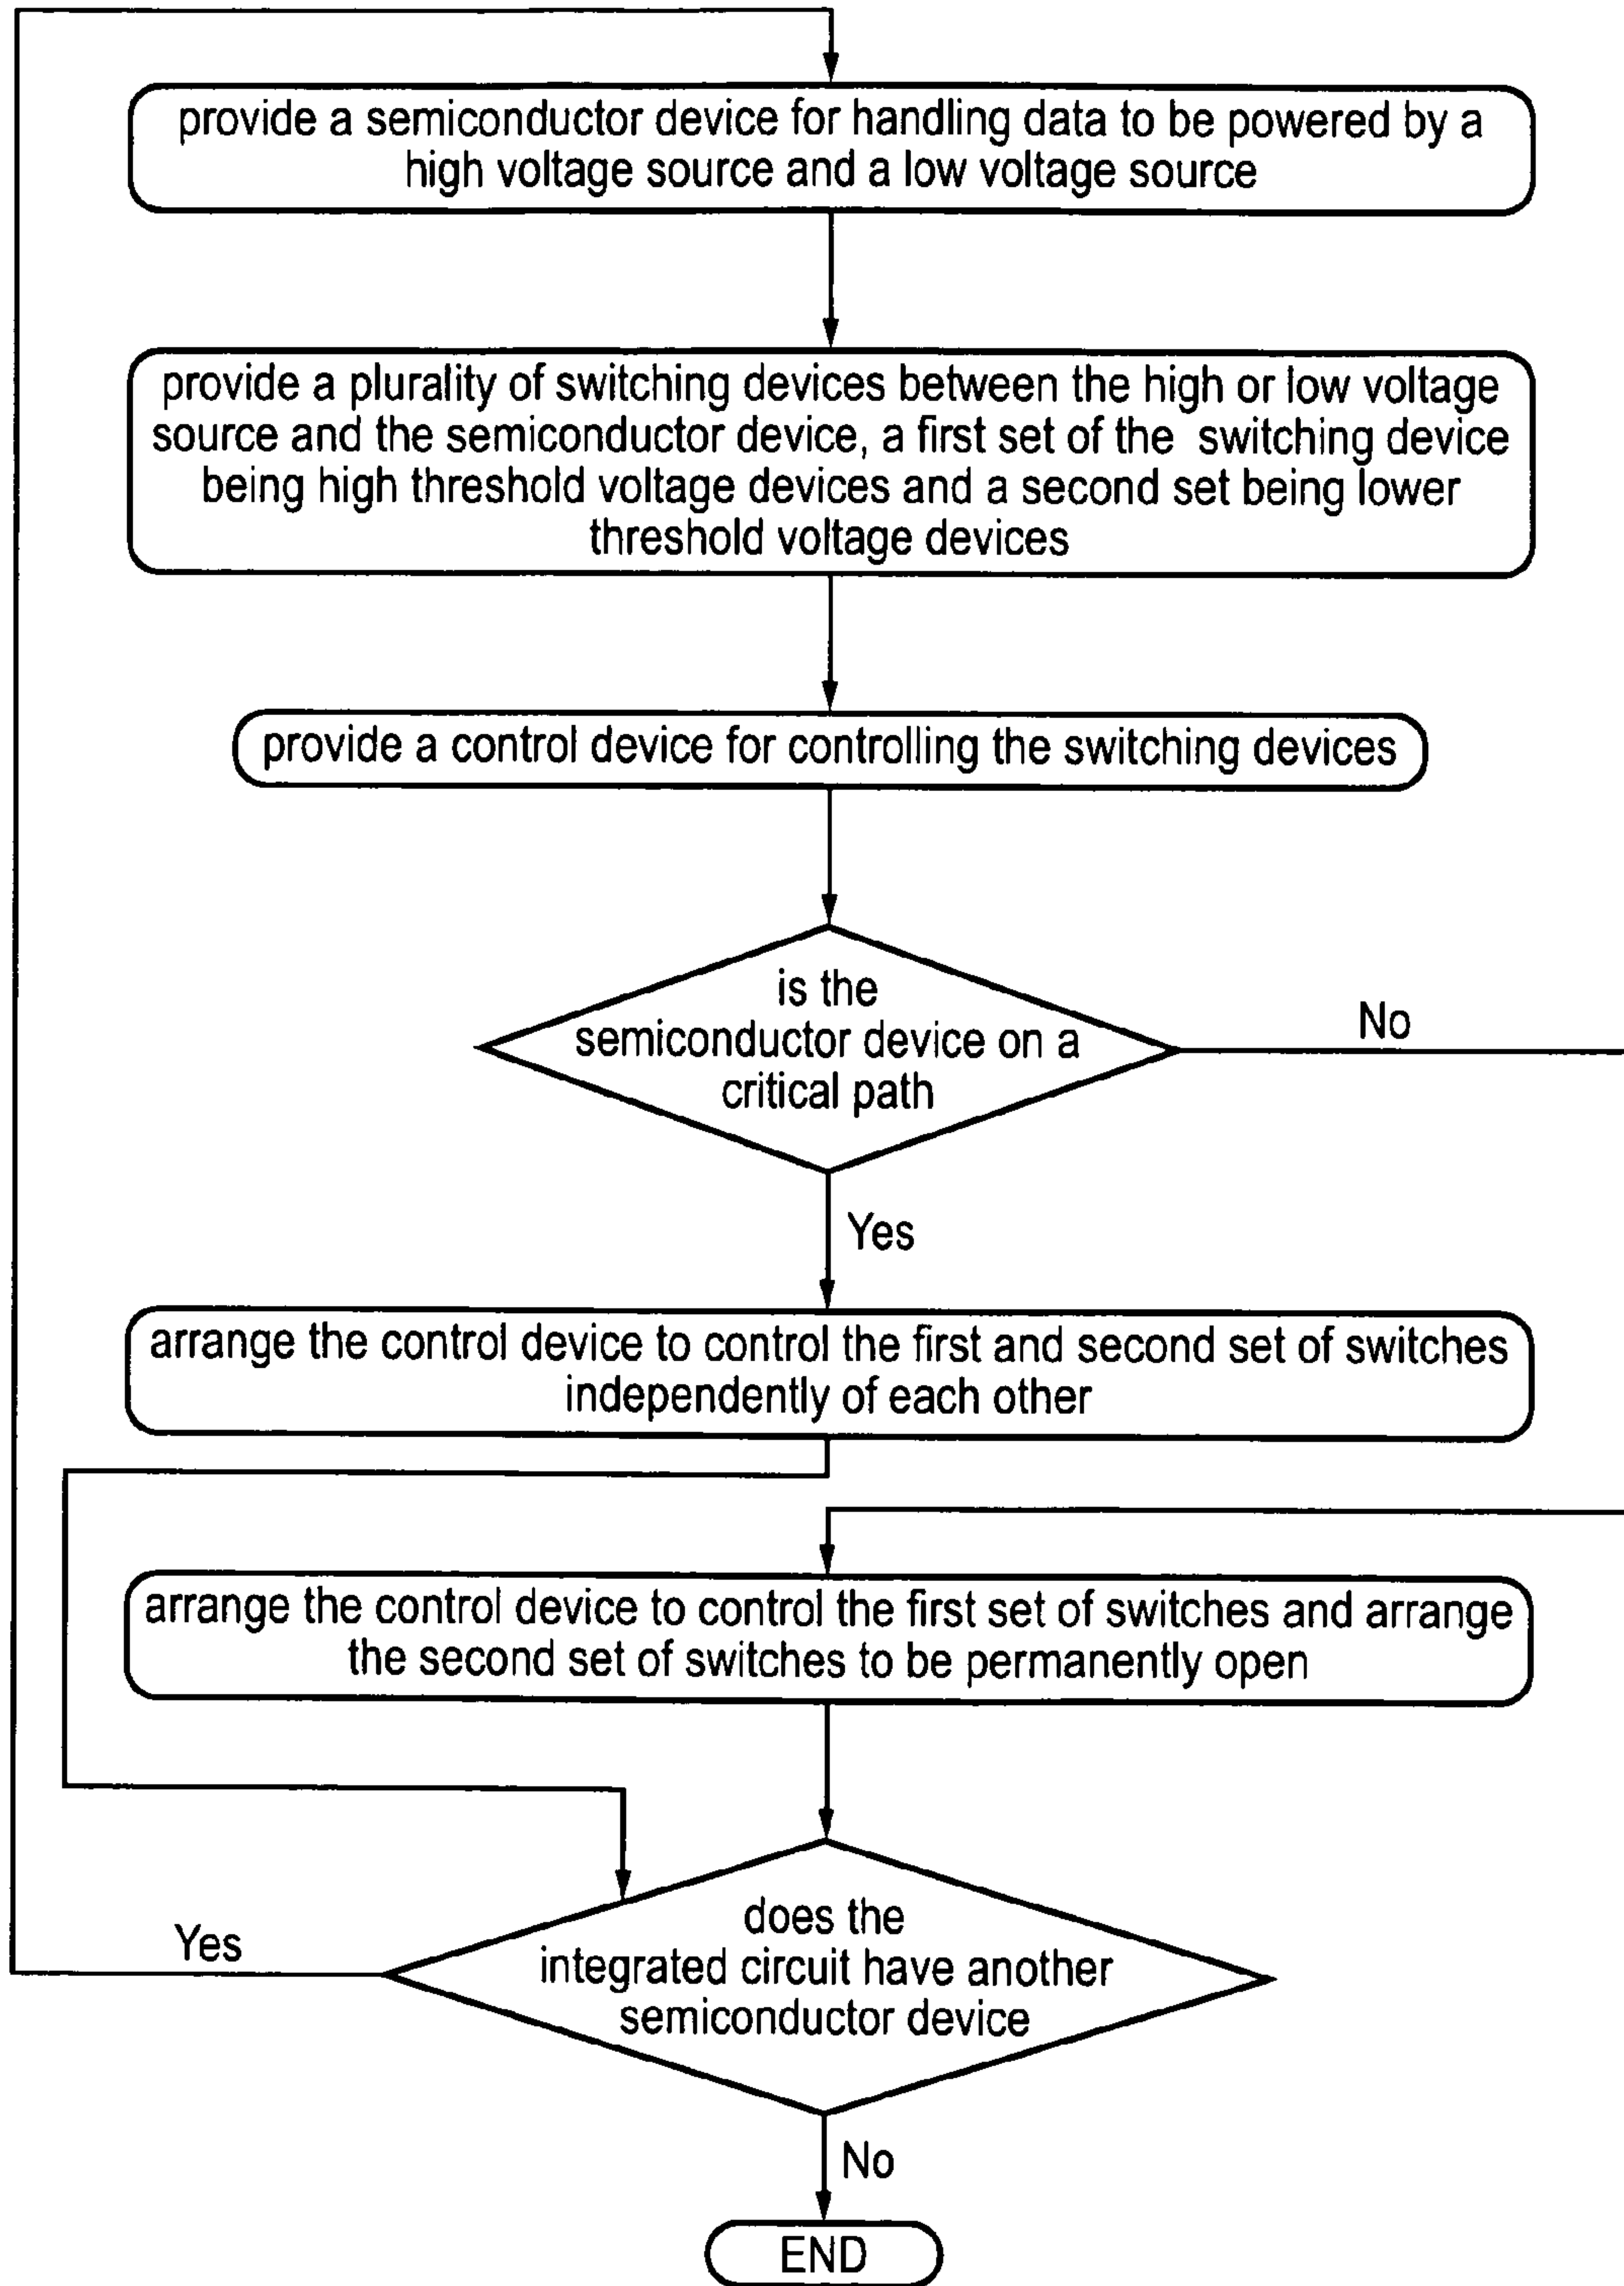 provide a semiconductor device for handling data to be powered by a
high voltage source and a low voltage source
provide a plurality of switching devices between the high or low voltage
source and the semiconductor device, a first set of the switching device
being high threshold voltage devices and a second set being lower
threshold voltage devices
provide a control device for controlling the switching devices
is the
semiconductor device on a
critical path
No
Yes
arrange the control device to control the first and second set of switches
independently of each other
arrange the control device to control the first set of switches and arrange
the second set of switches to be permanently open
does the
integrated circuit have another
semiconductor device
Yes
No
END